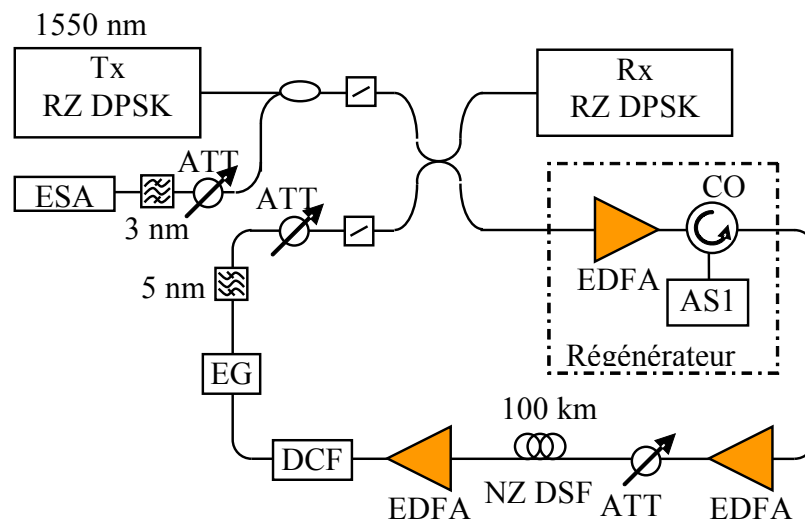 1550 nm
Tx
RZ DPSK
Rx
RZ DPSK
ATT
ESA
3 nm
ATT
CO
EDFA
AS1
Régénérateur
5 nm
EG
100 km
DCF
EDFA
NZ DSF
ATT
EDFA